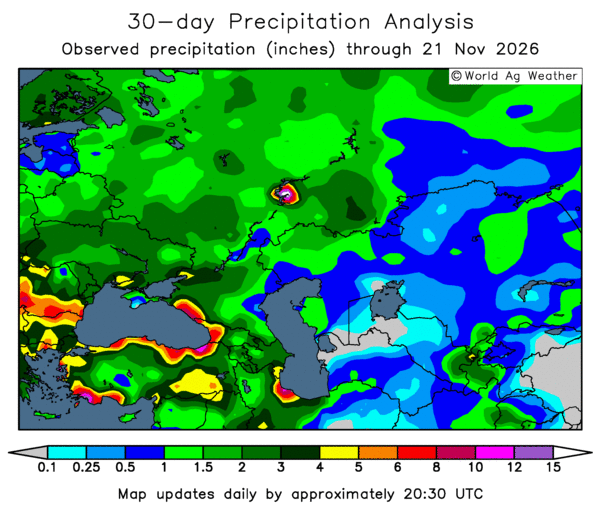 30-day Precipitation Analysis
Observed precipitation (inches) through 21 Nov 2026
© World Ag Weather
0.1 0.25 0.5 1 1.5 2 3 4 5 6 8 10 12 15
Map updates daily by approximately 20:30 UTC